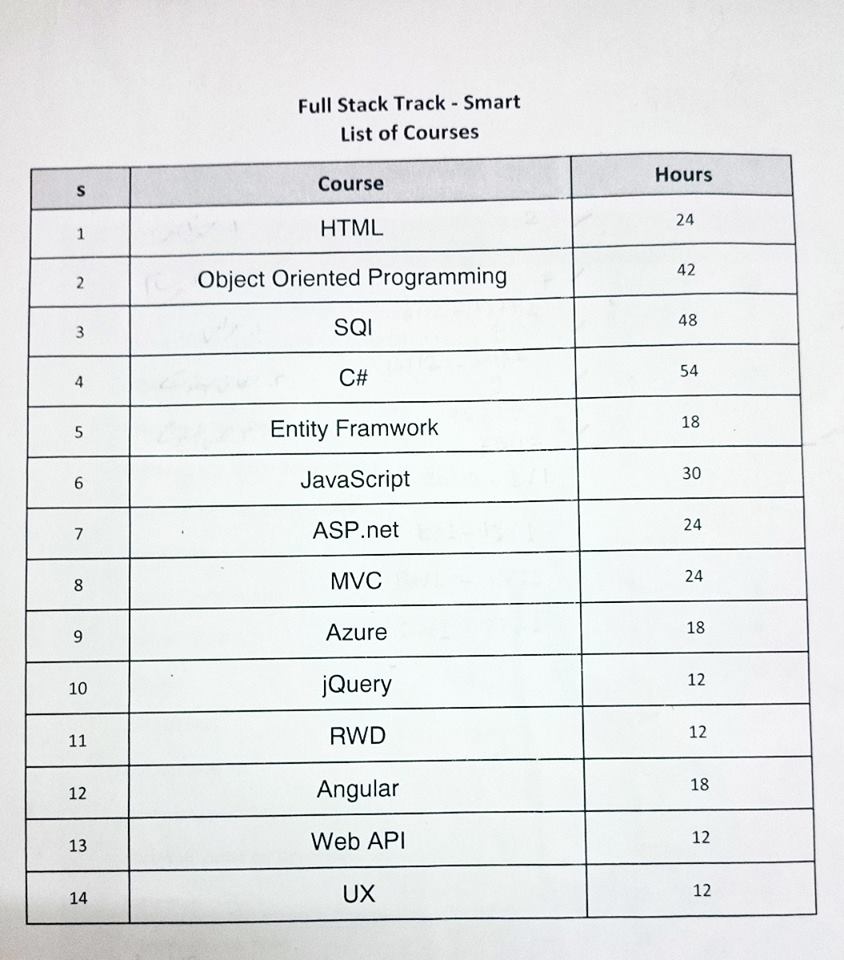 Full Stack Track - Smart
List of Courses
S Course Hours
1 HTML 24
2 Object Oriented Programming 42
3 SQl 48
4 C# 54
5 Entity Framwork 18
6 JavaScript 30
7 ASP.net 24
8 MVC 24
9 Azure 18
10 jQuery 12
11 RWD 12
12 Angular 18
13 Web API 12
14 UX 12